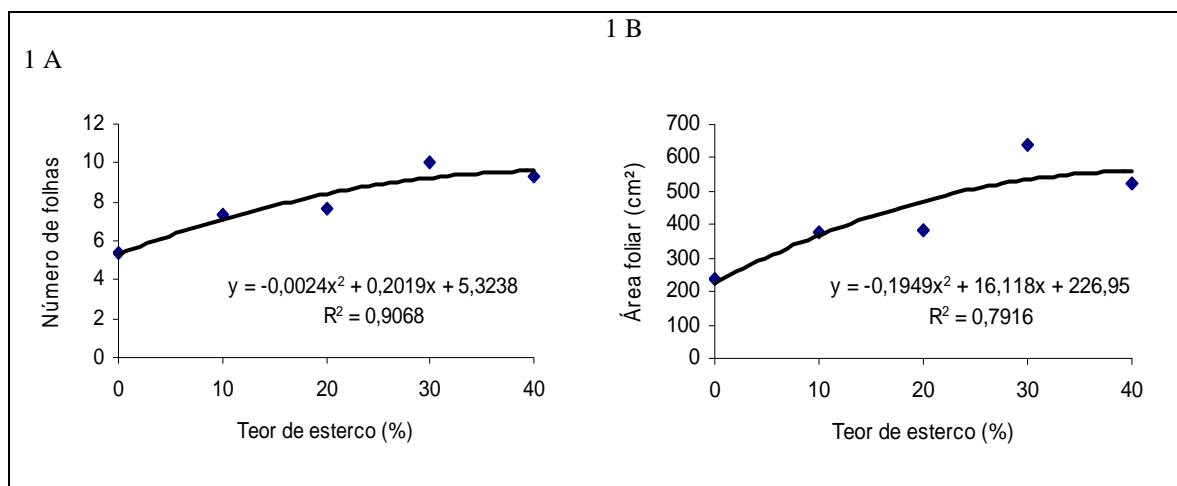 1 A
1 B
Número de folhas
12
10
8
6
4
2
0
y = -0,0024x² + 0,2019x + 5,3238
R² = 0,9068
0 10 20 30 40
Teor de esterco (%)
Área foliar (cm²)
700
600
500
400
300
200
100
0
y = -0,1949x² + 16,118x + 226,95
R² = 0,7916
0 10 20 30 40
Teor de esterco (%)